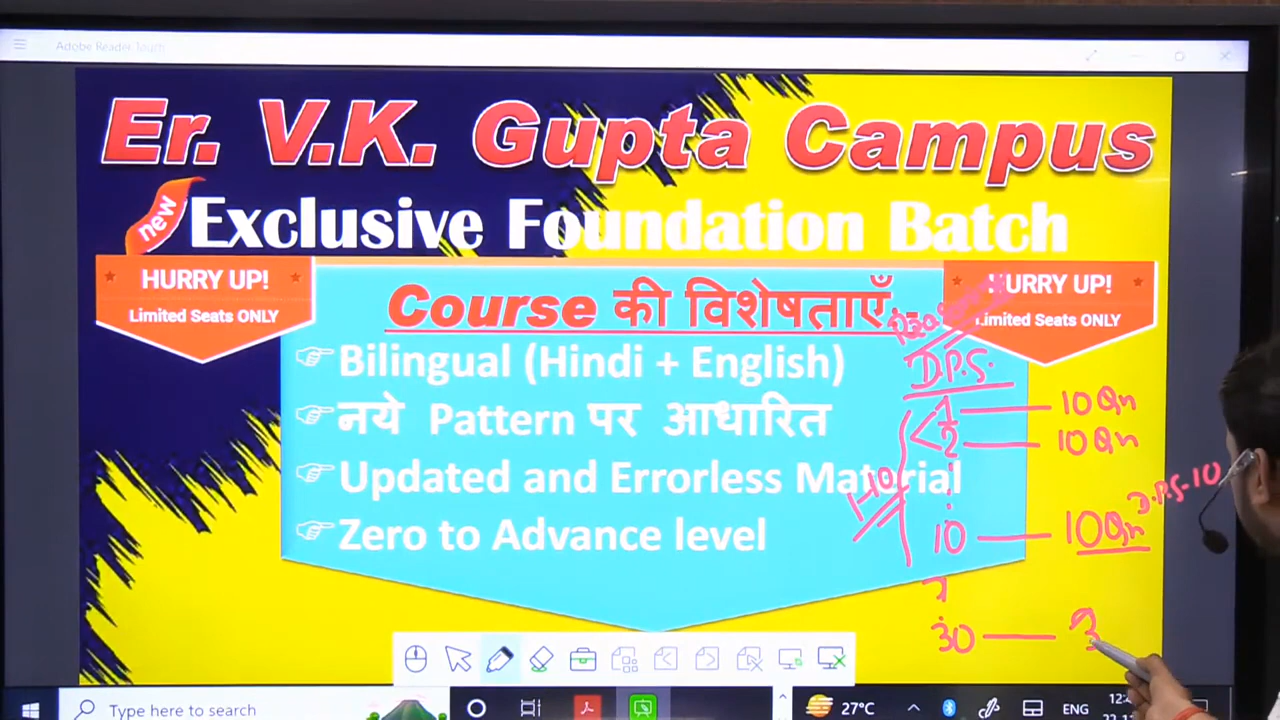 Adobe Reader Touch
Er. V.K. Gupta Campus
new
Exclusive Foundation Batch
HURRY UP!
Limited Seats ONLY
HURRY UP!
Limited Seats ONLY
Course की विशेषताएँ:-
Bilingual (Hindi + English)
नये Pattern पर आधारित
Updated and Errorless Material
Zero to Advance level
D.P.S.
1 — 10 Qn
2 — 10 Qn
D.P.S-10
10 — 10 Qn
30 — 3
Type here to search
27°C
ENG